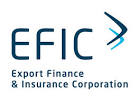 EFIC
Export Finance
& Insurance Corporation